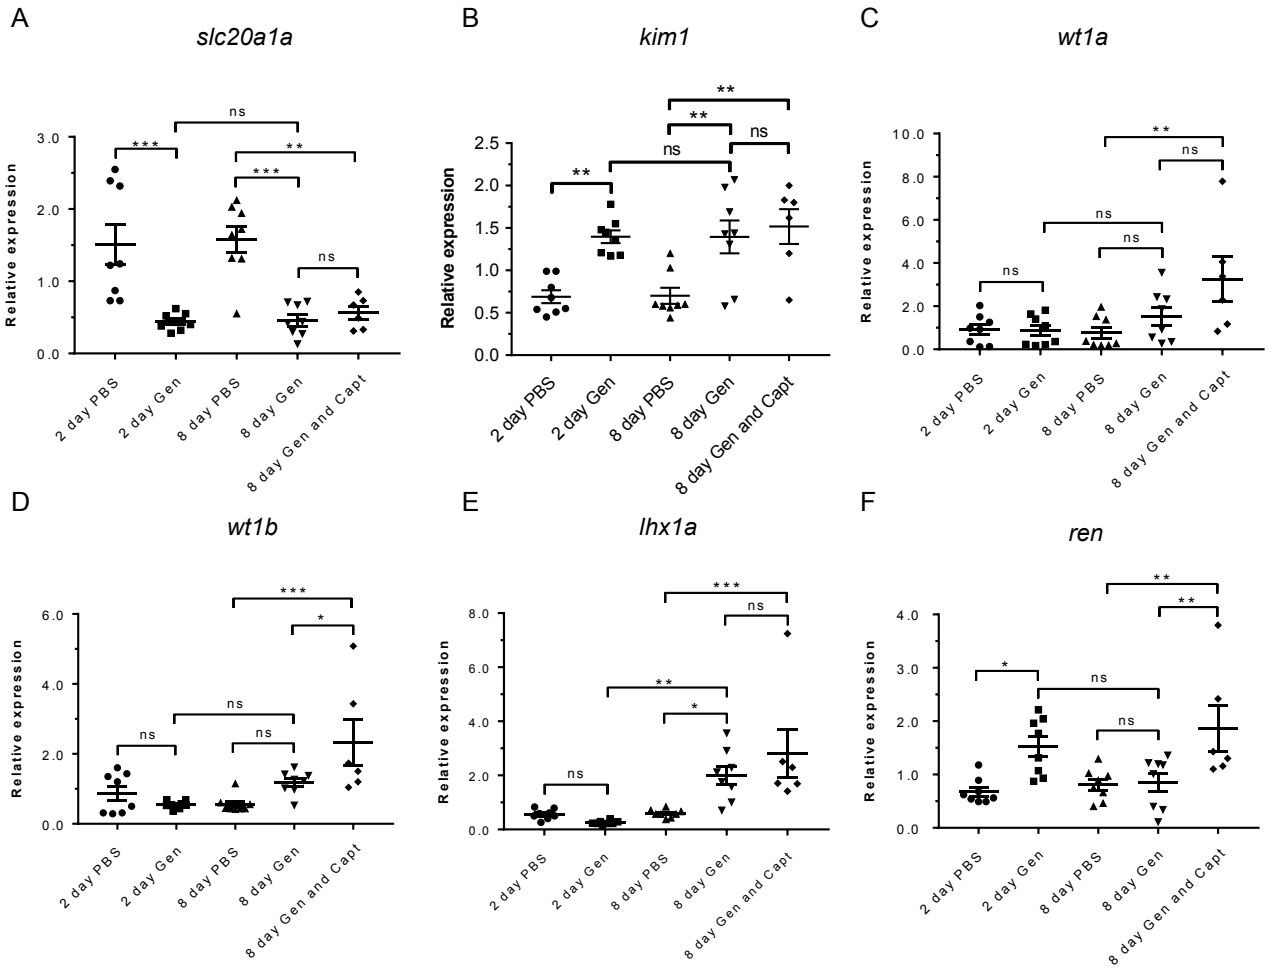 A
slc20a1a
ns
***
**
***
ns
3.0
2.0
1.0
0.0
Relative expression
2 day PBS
2 day Gen
8 day PBS
8 day Gen
8 day Gen and Capt
B
kim1
**
**
ns
ns
**
2.5
2.0
1.5
1.0
0.5
0.0
Relative expression
2 day PBS
2 day Gen
8 day PBS
8 day Gen
8 day Gen and Capt
C
wt1a
**
ns
ns
ns
ns
10.0
8.0
6.0
4.0
2.0
0.0
Relative expression
2 day PBS
2 day Gen
8 day PBS
8 day Gen
8 day Gen and Capt
D
wt1b
***
*
ns
ns
ns
6.0
4.0
2.0
0.0
Relative expression
2 day PBS
2 day Gen
8 day PBS
8 day Gen
8 day Gen and Capt
E
lhx1a
***
ns
**
*
ns
8.0
6.0
4.0
2.0
0.0
Relative expression
2 day PBS
2 day Gen
8 day PBS
8 day Gen
8 day Gen and Capt
F
ren
**
**
*
ns
ns
4.0
3.0
2.0
1.0
0.0
Relative expression
2 day PBS
2 day Gen
8 day PBS
8 day Gen
8 day Gen and Capt